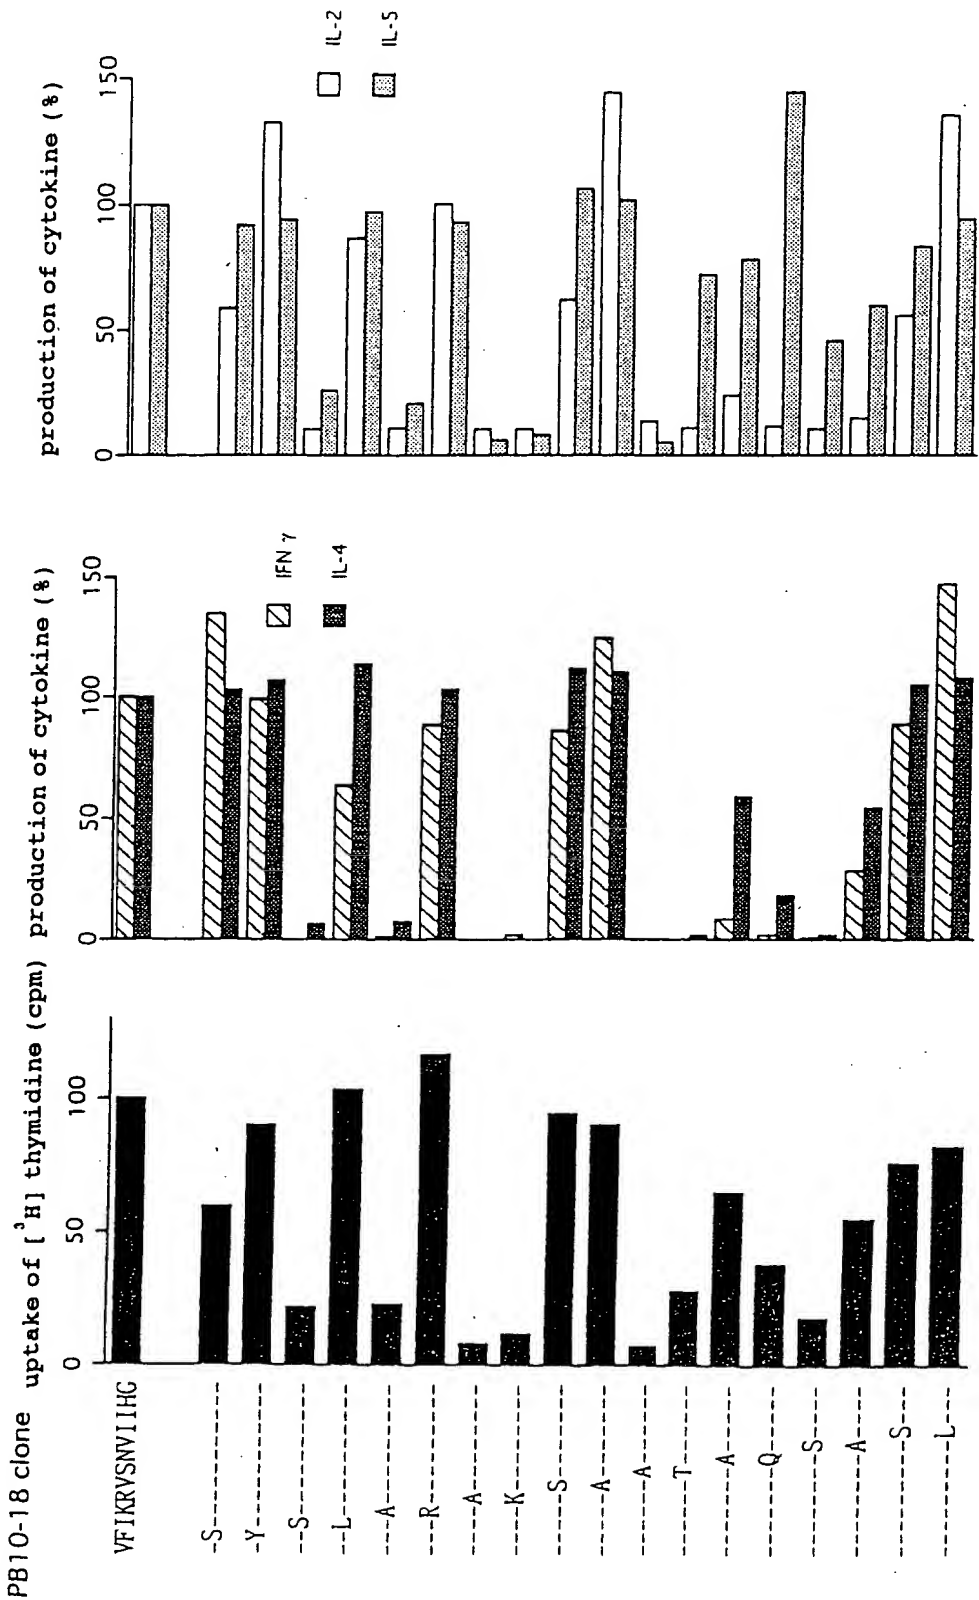 PB10-18 clone
uptake of [³H] thymidine (cpm)
production of cytokine (%)
production of cytokine (%)
0 50 100
0 50 100 150
0 50 100 150
IFN γ
IL-4
IL-2
IL-5
VFIKRVSNVIIHG
-S-----------
-Y-----------
--S----------
--L----------
---A---------
---R---------
----A--------
----K--------
-----S-------
-----A-------
------A------
------T------
-------A-----
-------Q-----
--------S----
--------A----
---------S---
---------L---